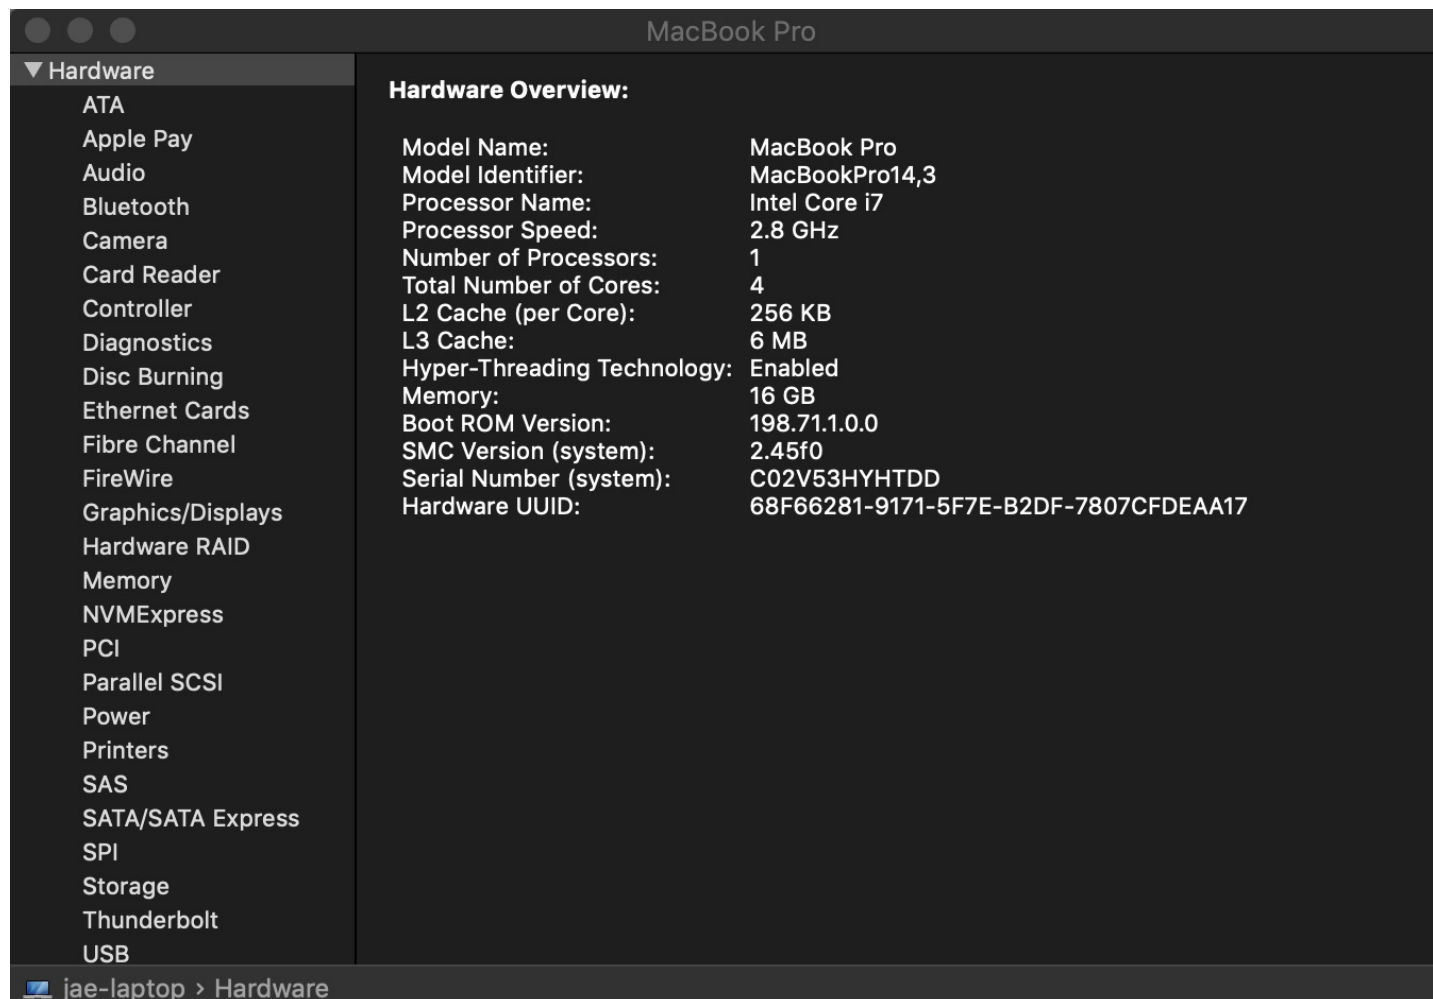 MacBook Pro
Hardware
ATA
Apple Pay
Audio
Bluetooth
Camera
Card Reader
Controller
Diagnostics
Disc Burning
Ethernet Cards
Fibre Channel
FireWire
Graphics/Displays
Hardware RAID
Memory
NVMExpress
PCI
Parallel SCSI
Power
Printers
SAS
SATA/SATA Express
SPI
Storage
Thunderbolt
USB
Hardware Overview:
Model Name: MacBook Pro
Model Identifier: MacBookPro14,3
Processor Name: Intel Core i7
Processor Speed: 2.8 GHz
Number of Processors: 1
Total Number of Cores: 4
L2 Cache (per Core): 256 KB
L3 Cache: 6 MB
Hyper-Threading Technology: Enabled
Memory: 16 GB
Boot ROM Version: 198.71.1.0.0
SMC Version (system): 2.45f0
Serial Number (system): C02V53HYHTDD
Hardware UUID: 68F66281-9171-5F7E-B2DF-7807CFDEAA17
jae-laptop › Hardware